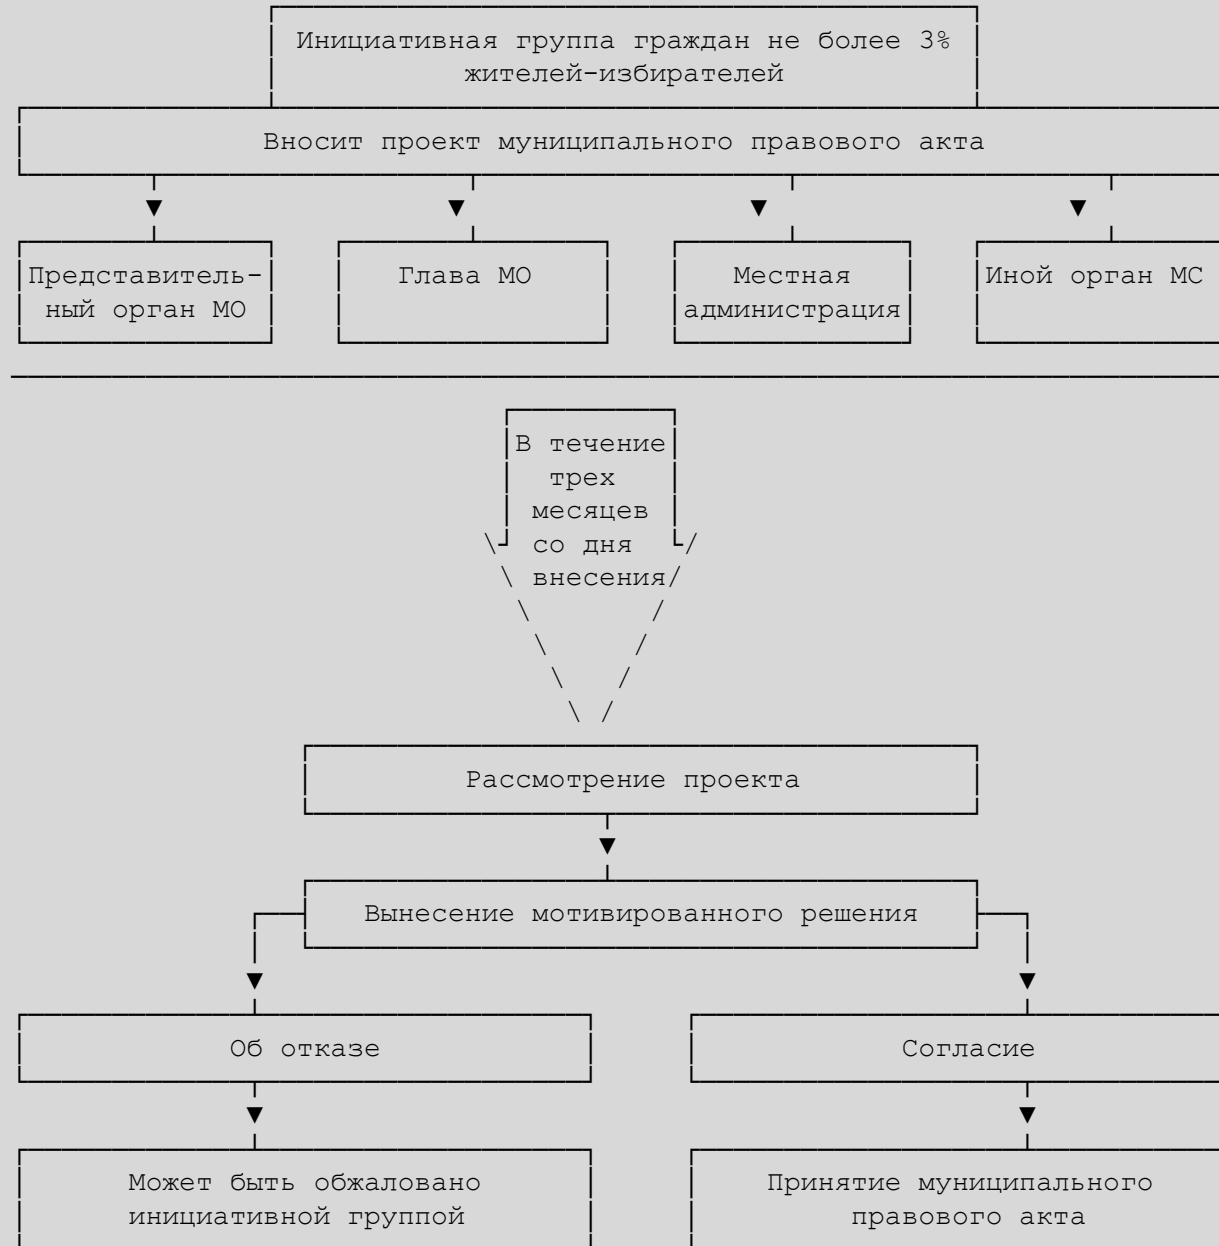 Инициативная группа граждан не более 3%
жителей-избирателей
Вносит проект муниципального правового акта
Представитель-
ный орган МО
Глава МО
Местная
администрация
Иной орган МС
В течение
трех
месяцев
со дня
внесения
Рассмотрение проекта
Вынесение мотивированного решения
Об отказе
Согласие
Может быть обжаловано
инициативной группой
Принятие муниципального
правового акта